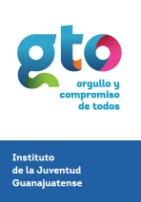 gto
orgullo y
compromiso
de todos
Instituto
de la Juventud
Guanajuatense